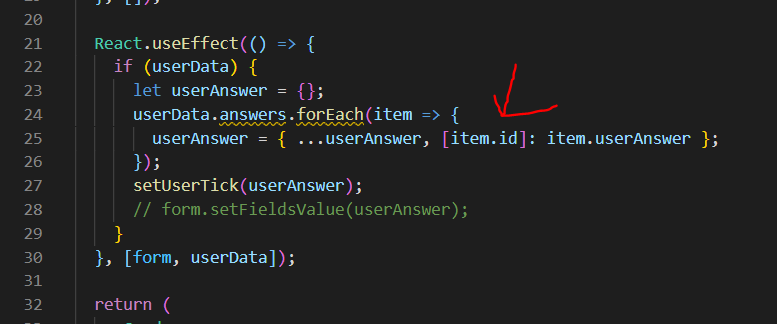 20
21 React.useEffect(() => {
22 if (userData) {
23 let userAnswer = {};
24 userData.answers.forEach(item => {
25 userAnswer = { ...userAnswer, [item.id]: item.userAnswer };
26 });
27 setUserTick(userAnswer);
28 // form.setFieldsValue(userAnswer);
29 }
30 }, [form, userData]);
31
32 return (